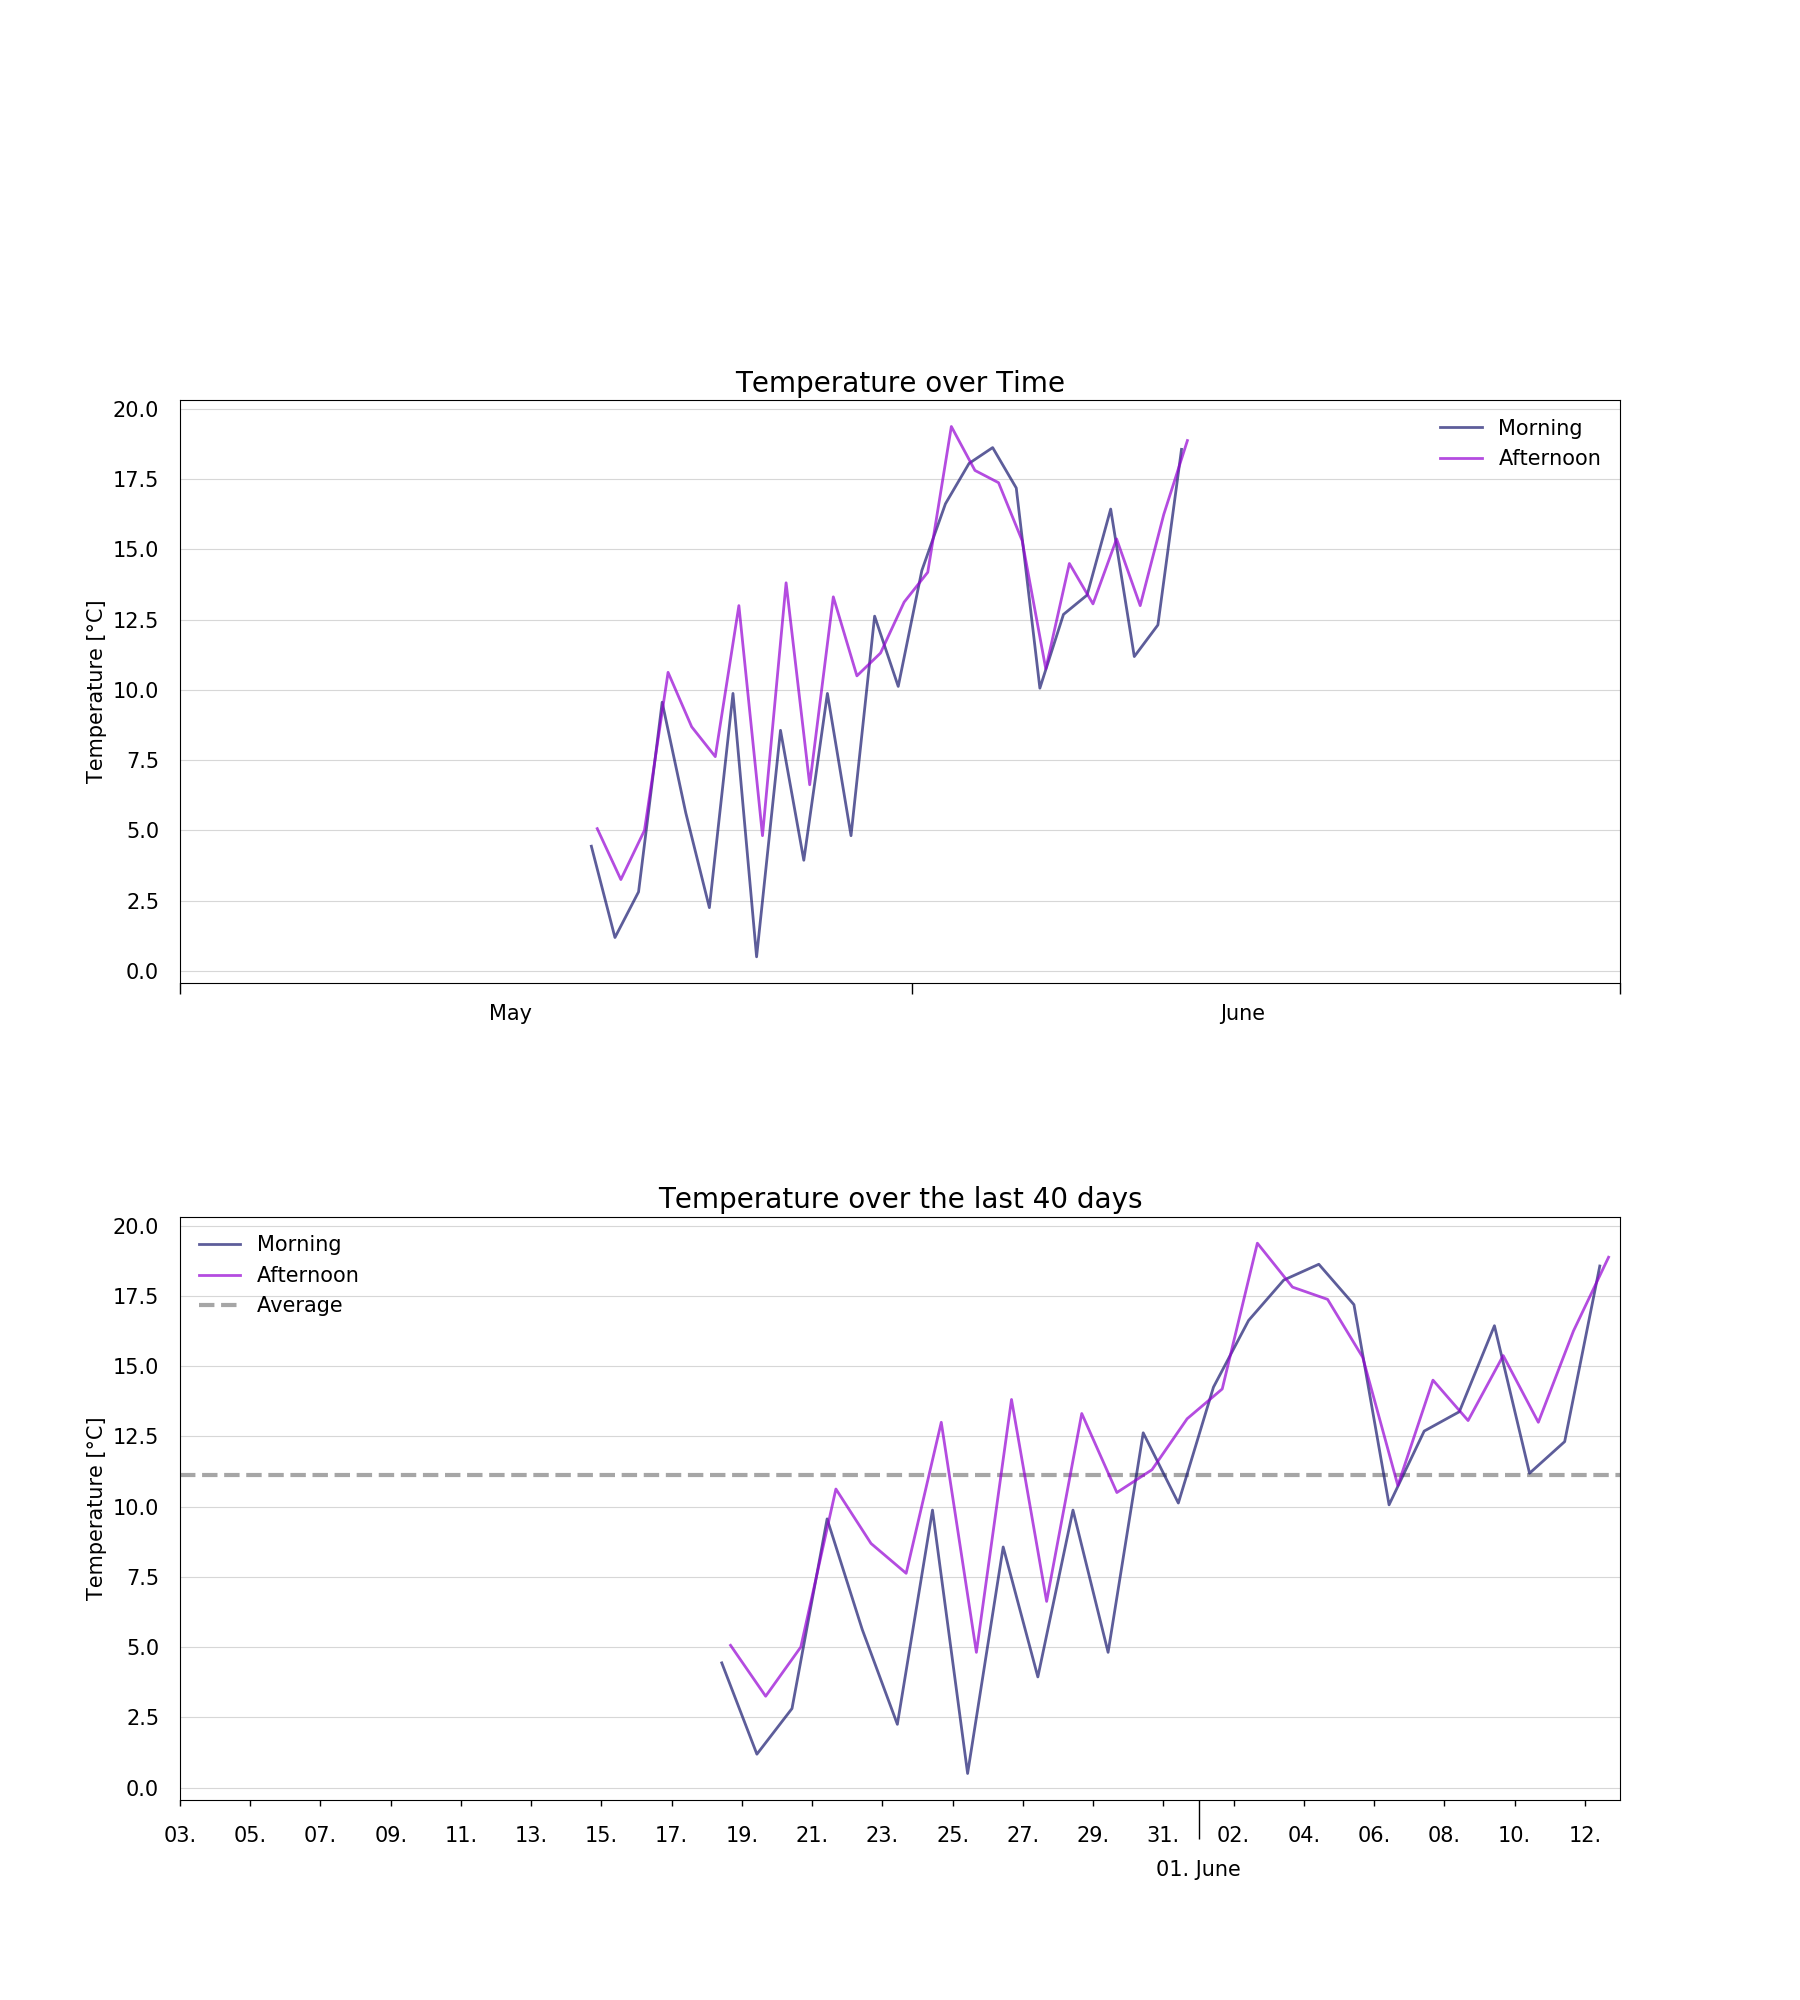 Temperature over Time
20.0
17.5
15.0
12.5
10.0
7.5
5.0
2.5
0.0
Temperature [°C]
Morning
Afternoon
May June
Temperature over the last 40 days
20.0
17.5
15.0
12.5
10.0
7.5
5.0
2.5
0.0
Temperature [°C]
Morning
Afternoon
Average
03. 05. 07. 09. 11. 13. 15. 17. 19. 21. 23. 25. 27. 29. 31. 02. 04. 06. 08. 10. 12.
01. June